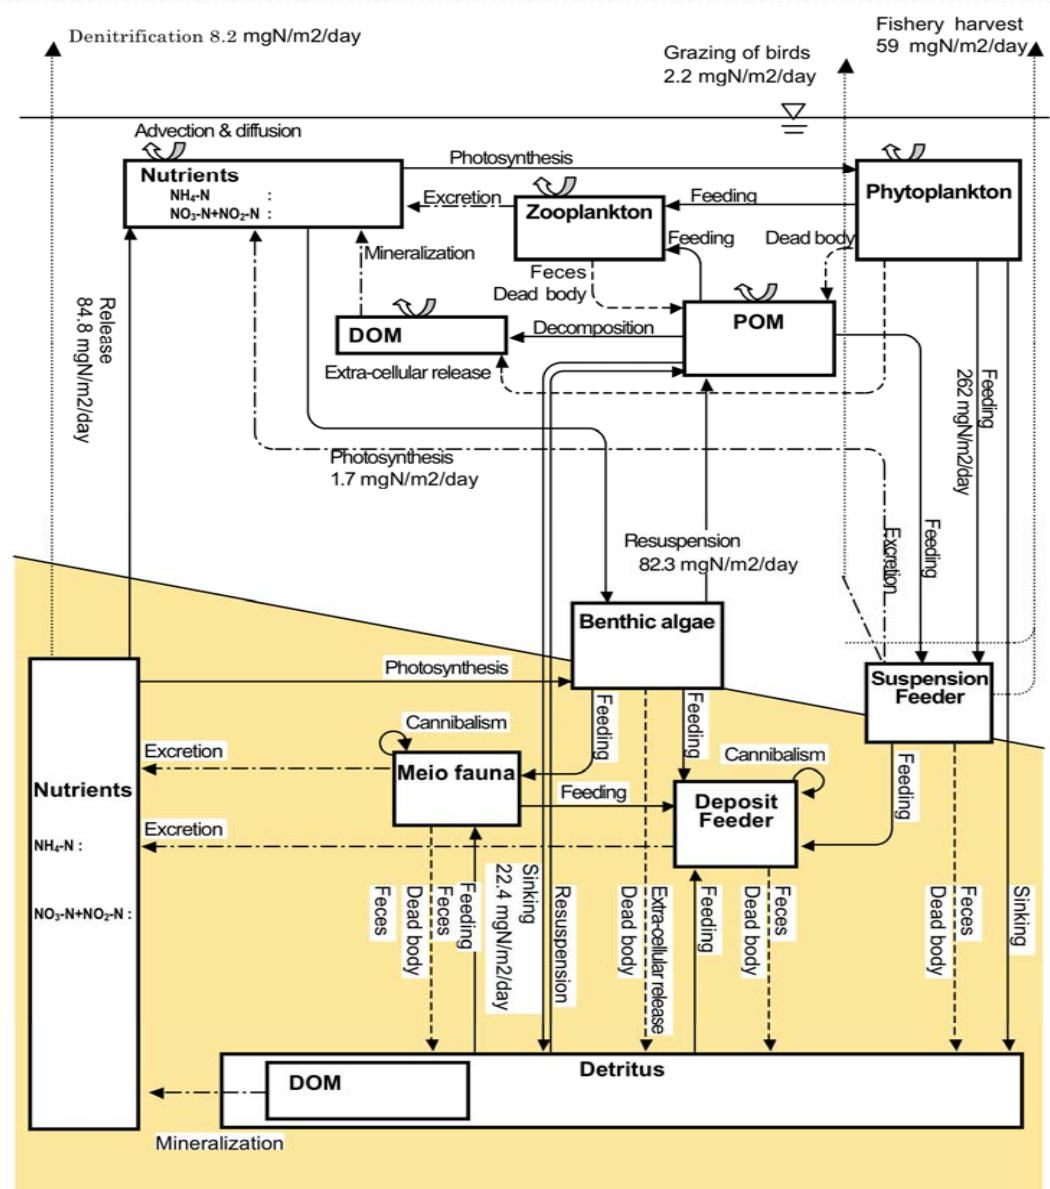 Denitrification 8.2 mgN/m2/day
Fishery harvest
59 mgN/m2/day
Grazing of birds
2.2 mgN/m2/day
Advection & diffusion
Nutrients
NH₄-N :
NO₃-N+NO₂-N :
Photosynthesis
Phytoplankton
Excretion
Zooplankton
Feeding
Feeding
Dead body
Mineralization
Feces
Dead body
POM
DOM
Decomposition
Extra-cellular release
Release
84.8 mgN/m2/day
Feeding
262 mgN/m2/day
Photosynthesis
1.7 mgN/m2/day
Excretion
Feeding
Resuspension
82.3 mgN/m2/day
Benthic algae
Photosynthesis
Suspension
Feeder
Feeding
Feeding
Cannibalism
Cannibalism
Excretion
Meio fauna
Feeding
Feeding
Nutrients
Deposit
Feeder
Excretion
NH₄-N :
NO₃-N+NO₂-N :
Feces
Dead body
Feces
Feeding
Sinking
22.4 mgN/m2/day
Resuspension
Extra-cellular release
Dead body
Feeding
Feces
Dead body
Feces
Dead body
Sinking
DOM
Detritus
Mineralization